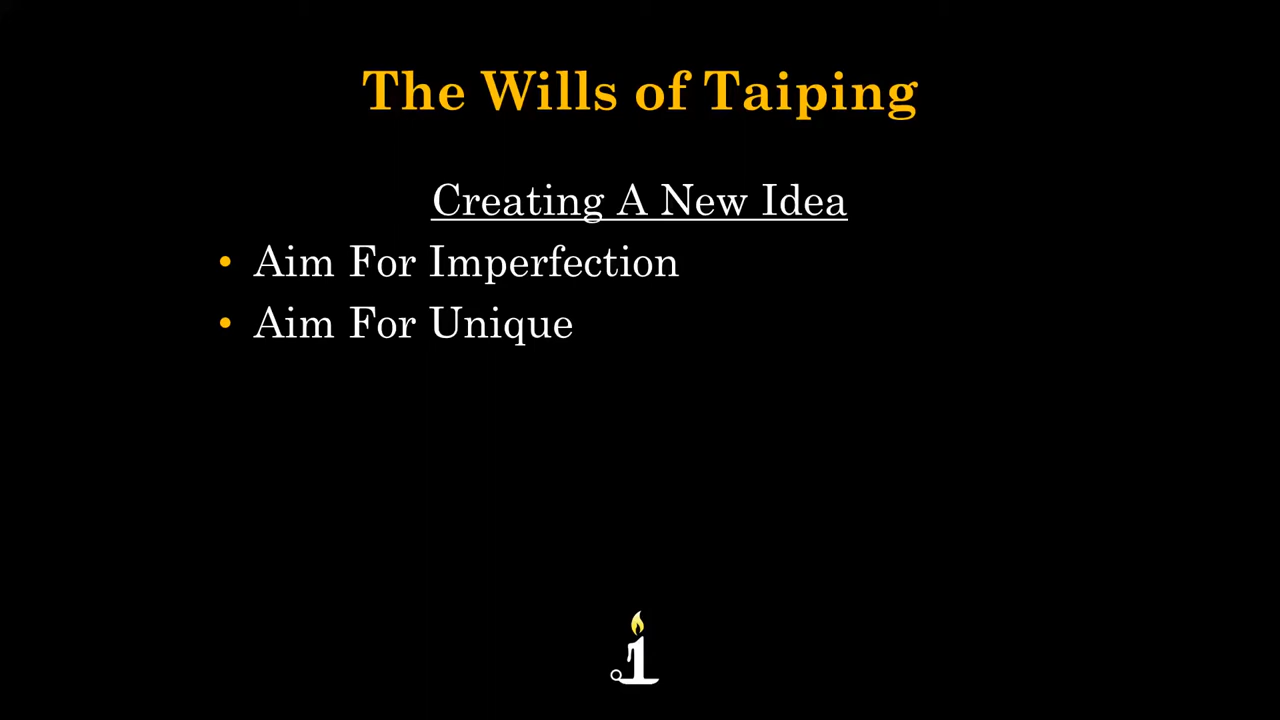 The Wills of Taiping
Creating A New Idea
• Aim For Imperfection
• Aim For Unique
1